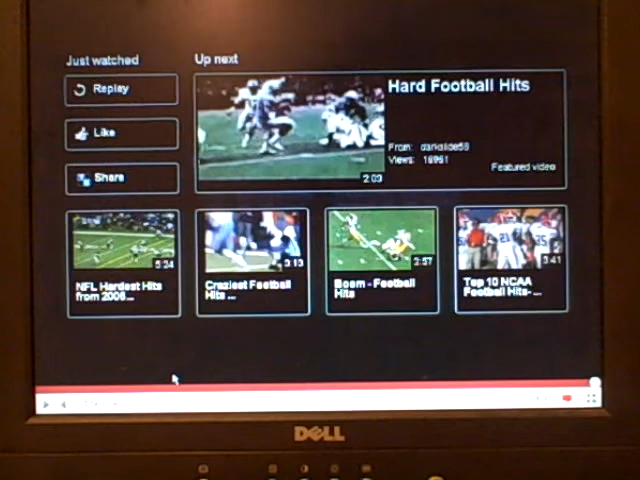 Just watched
Up next
Replay
Like
Share
Hard Football Hits
From: darkslide55
Views: 16961
Featured video
2:03
5:24
3:13
2:57
3:41
NFL Hardest Hits
from 2006...
Craziest Football
Hits ...
Boom - Football
Hits
Top 10 NCAA
Football Hits- ...
DELL